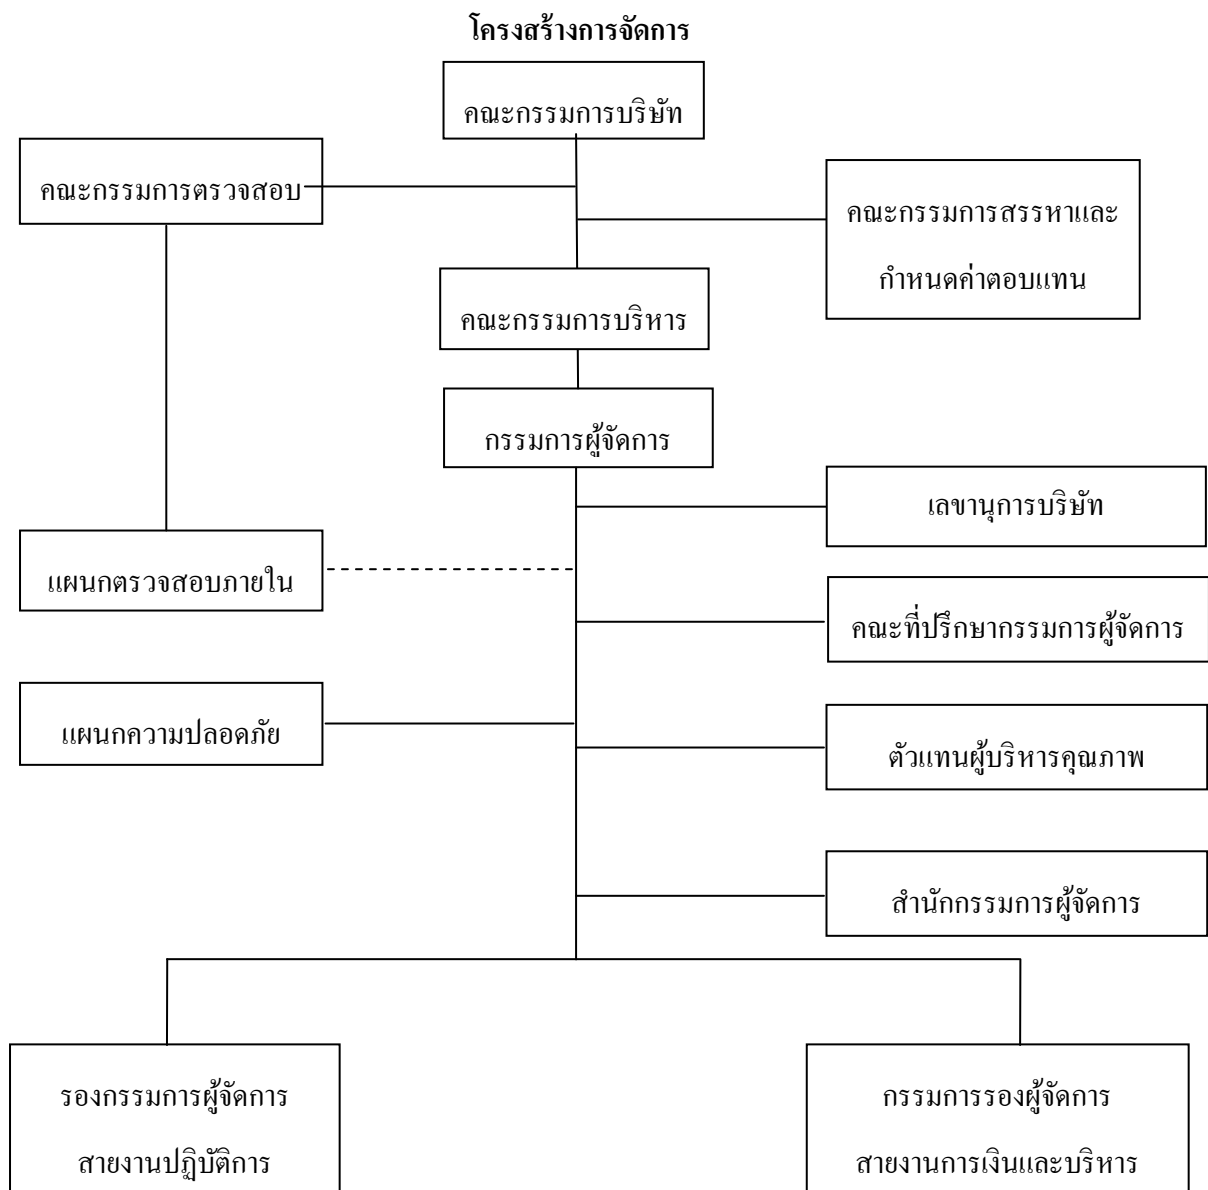 โครงสร้างการจัดการ
คณะกรรมการบริษัท
คณะกรรมการตรวจสอบ
คณะกรรมการสรรหาและ
กำหนดค่าตอบแทน
คณะกรรมการบริหาร
กรรมการผู้จัดการ
เลขานุการบริษัท
แผนกตรวจสอบภายใน
คณะที่ปรึกษากรรมการผู้จัดการ
แผนกความปลอดภัย
ตัวแทนผู้บริหารคุณภาพ
สำนักกรรมการผู้จัดการ
รองกรรมการผู้จัดการ
สายงานปฏิบัติการ
กรรมการรองผู้จัดการ
สายงานการเงินและบริหาร